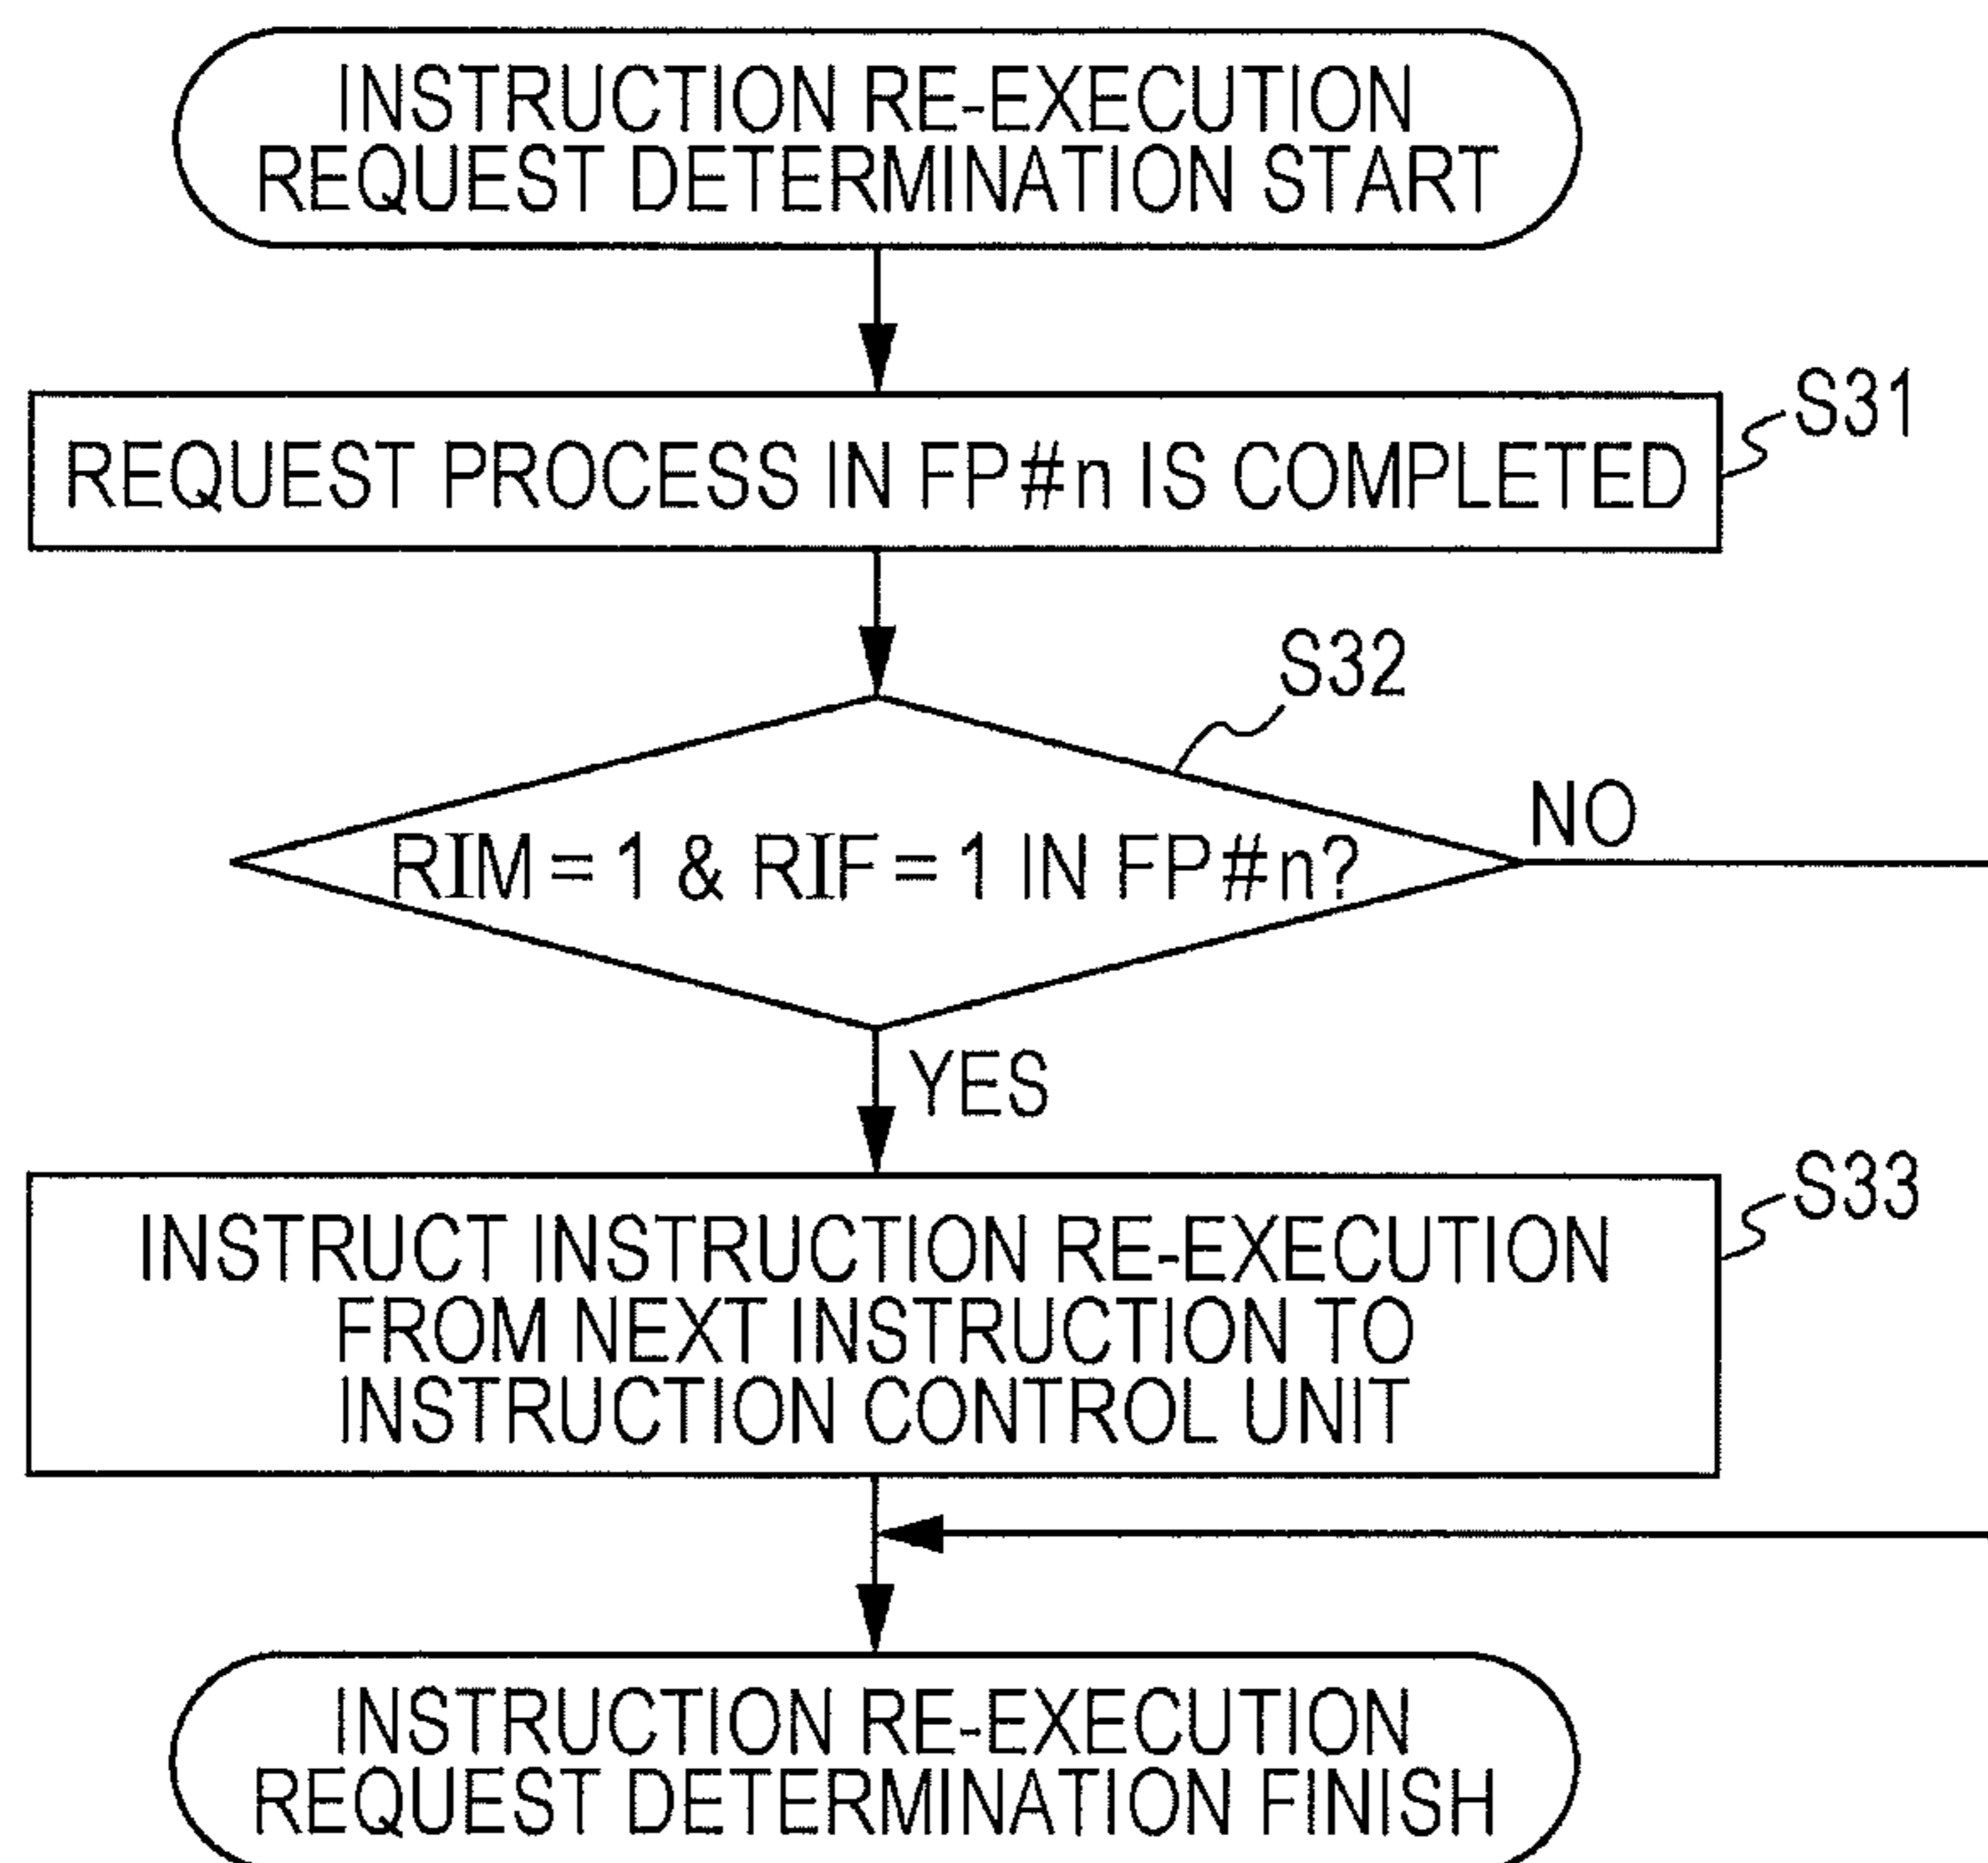 INSTRUCTION RE-EXECUTION
REQUEST DETERMINATION START
S31
REQUEST PROCESS IN FP#n IS COMPLETED
S32
RIM = 1 & RIF = 1 IN FP#n?
NO
YES
S33
INSTRUCT INSTRUCTION RE-EXECUTION
FROM NEXT INSTRUCTION TO
INSTRUCTION CONTROL UNIT
INSTRUCTION RE-EXECUTION
REQUEST DETERMINATION FINISH